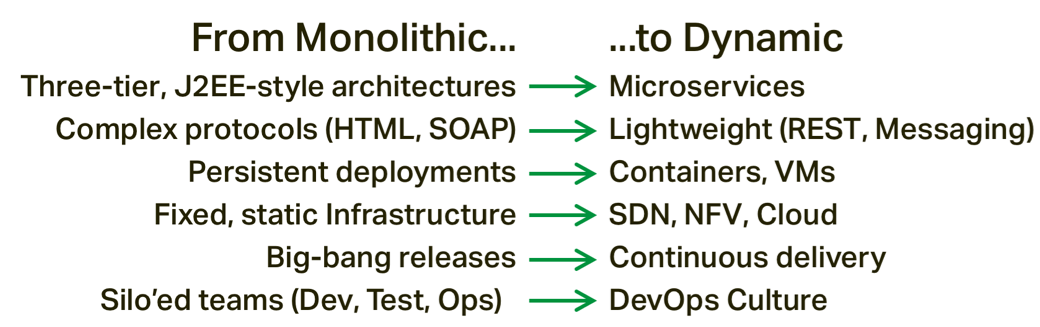 From Monolithic... ...to Dynamic
Three-tier, J2EE-style architectures → Microservices
Complex protocols (HTML, SOAP) → Lightweight (REST, Messaging)
Persistent deployments → Containers, VMs
Fixed, static Infrastructure → SDN, NFV, Cloud
Big-bang releases → Continuous delivery
Silo’ed teams (Dev, Test, Ops) → DevOps Culture